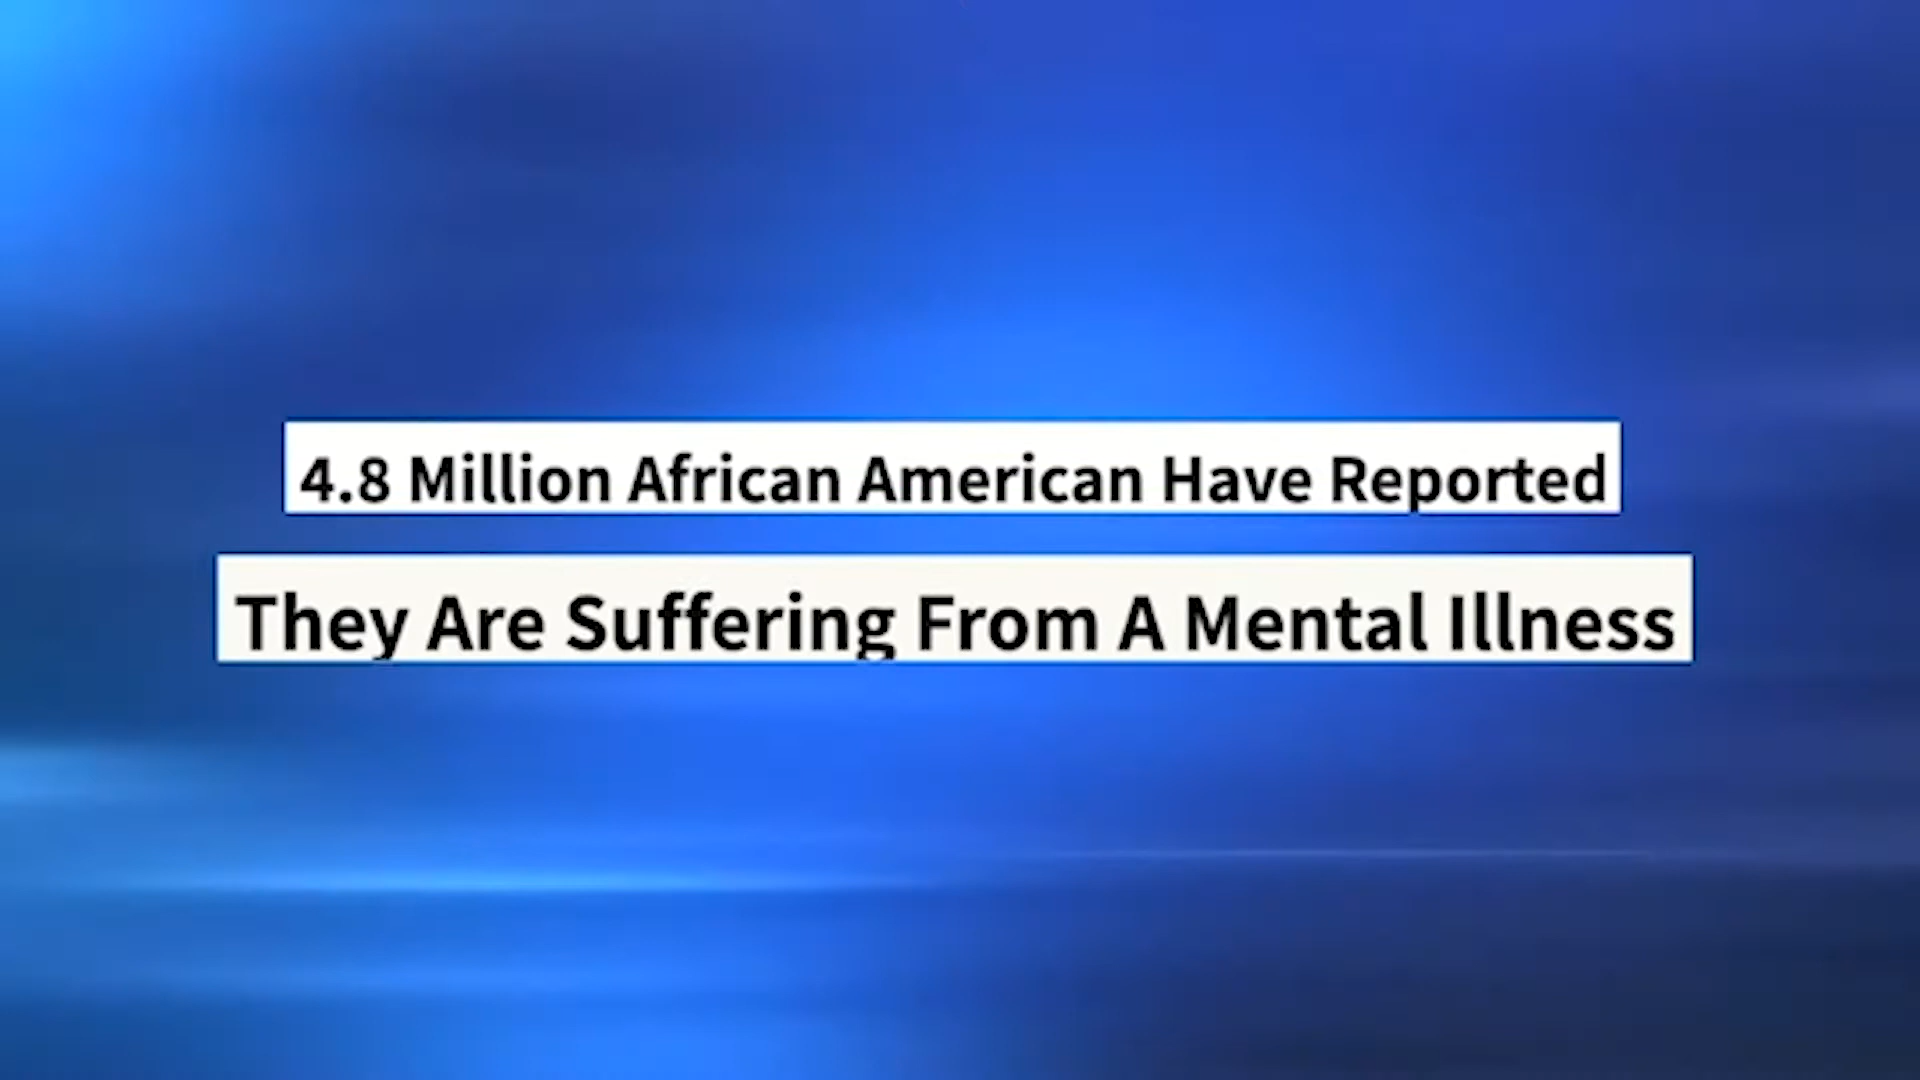 4.8 Million African American Have Reported
They Are Suffering From A Mental Illness